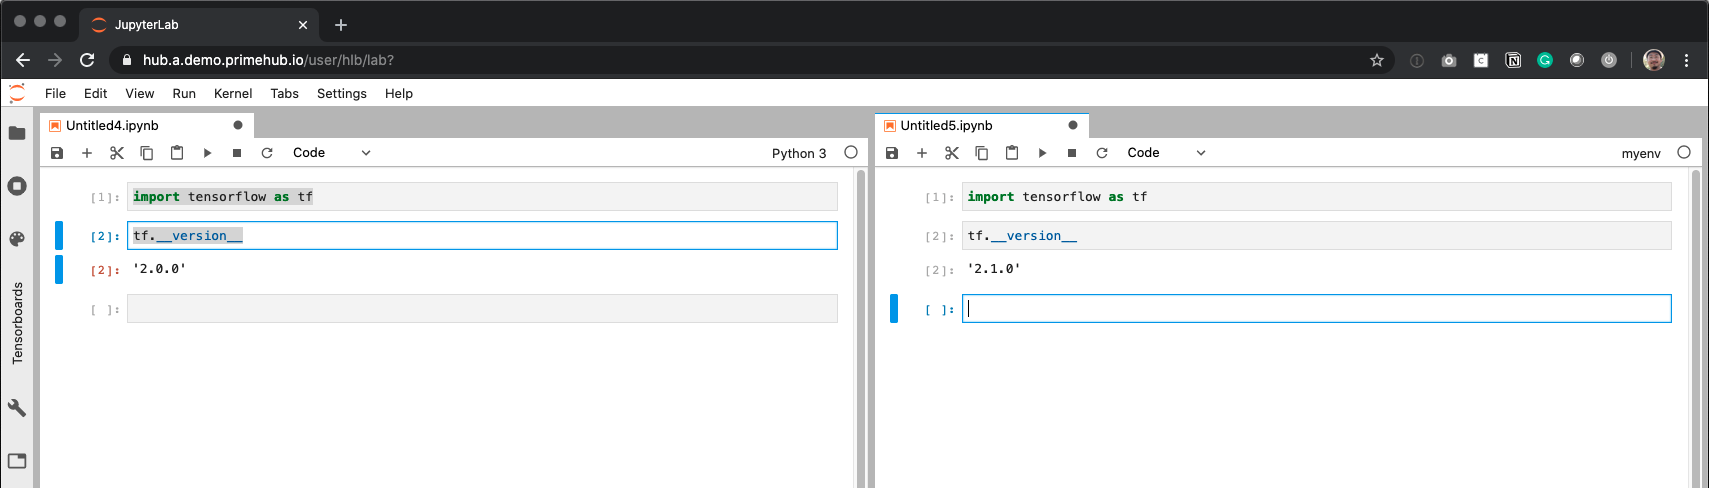 JupyterLab
hub.a.demo.primehub.io/user/hlb/lab?
File Edit View Run Kernel Tabs Settings Help
Untitled4.ipynb
Code
Python 3
[1]: import tensorflow as tf
[2]: tf.__version__
[2]: '2.0.0'
[ ]:
Untitled5.ipynb
Code
myenv
[1]: import tensorflow as tf
[2]: tf.__version__
[2]: '2.1.0'
[ ]:
Tensorboards